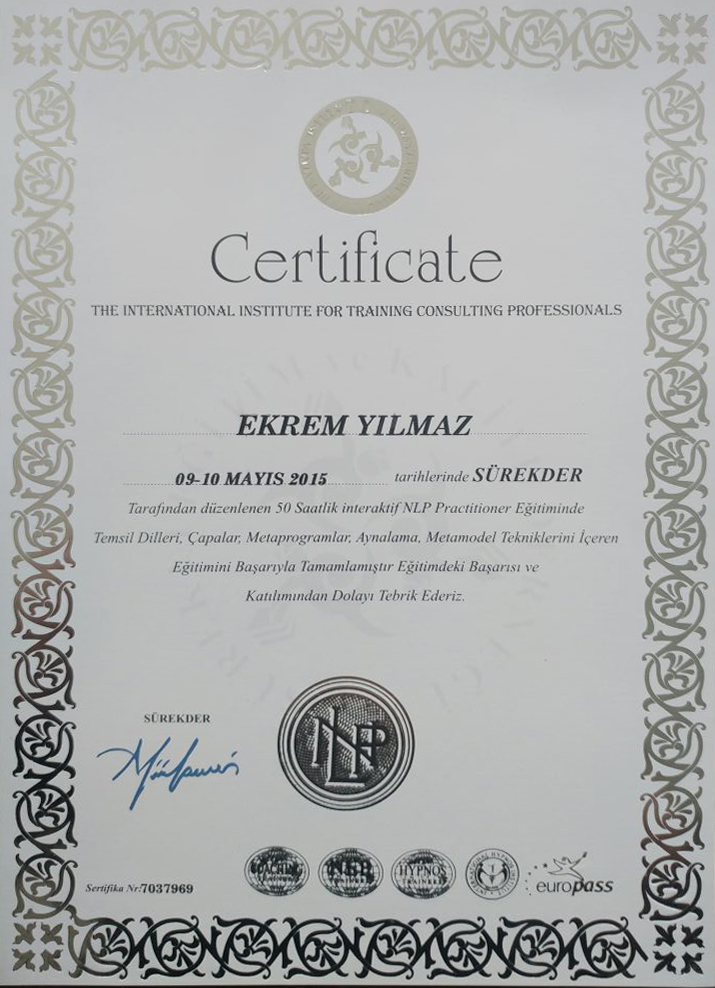 Certificate
THE INTERNATIONAL INSTITUTE FOR TRAINING CONSULTING PROFESSIONALS
EKREM YILMAZ
09-10 MAYIS 2015 tarihlerinde SÜREKDER
Tarafından düzenlenen 50 Saatlik interaktif NLP Practitioner Eğitiminde
Temsil Dilleri, Çapalar, Metaprogramlar, Aynalama, Metamodel Tekniklerini İçeren
Eğitimini Başarıyla Tamamlamıştır Eğitimdeki Başarısı ve
Katılımından Dolayı Tebrik Ederiz.
SÜREKDER
NLP
Sertifika Nr:7037969
HYPNOS
europass